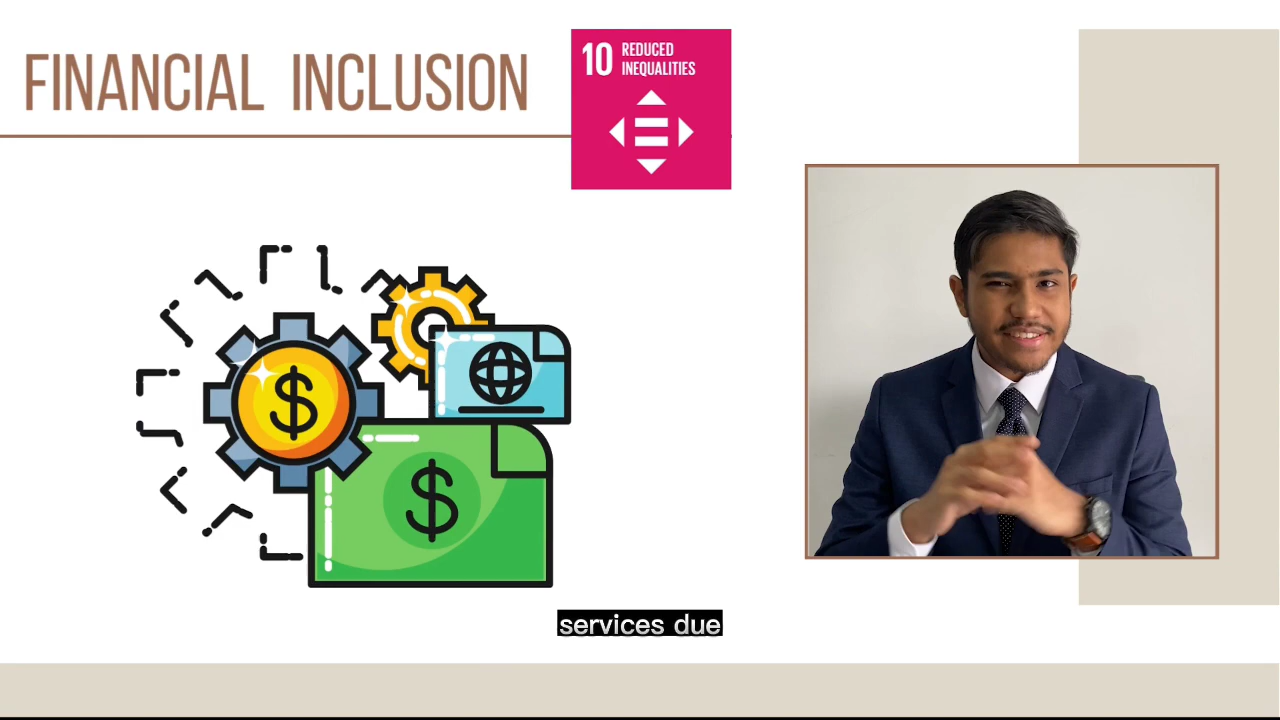 FINANCIAL INCLUSION
10 REDUCED
INEQUALITIES
$
$
services due